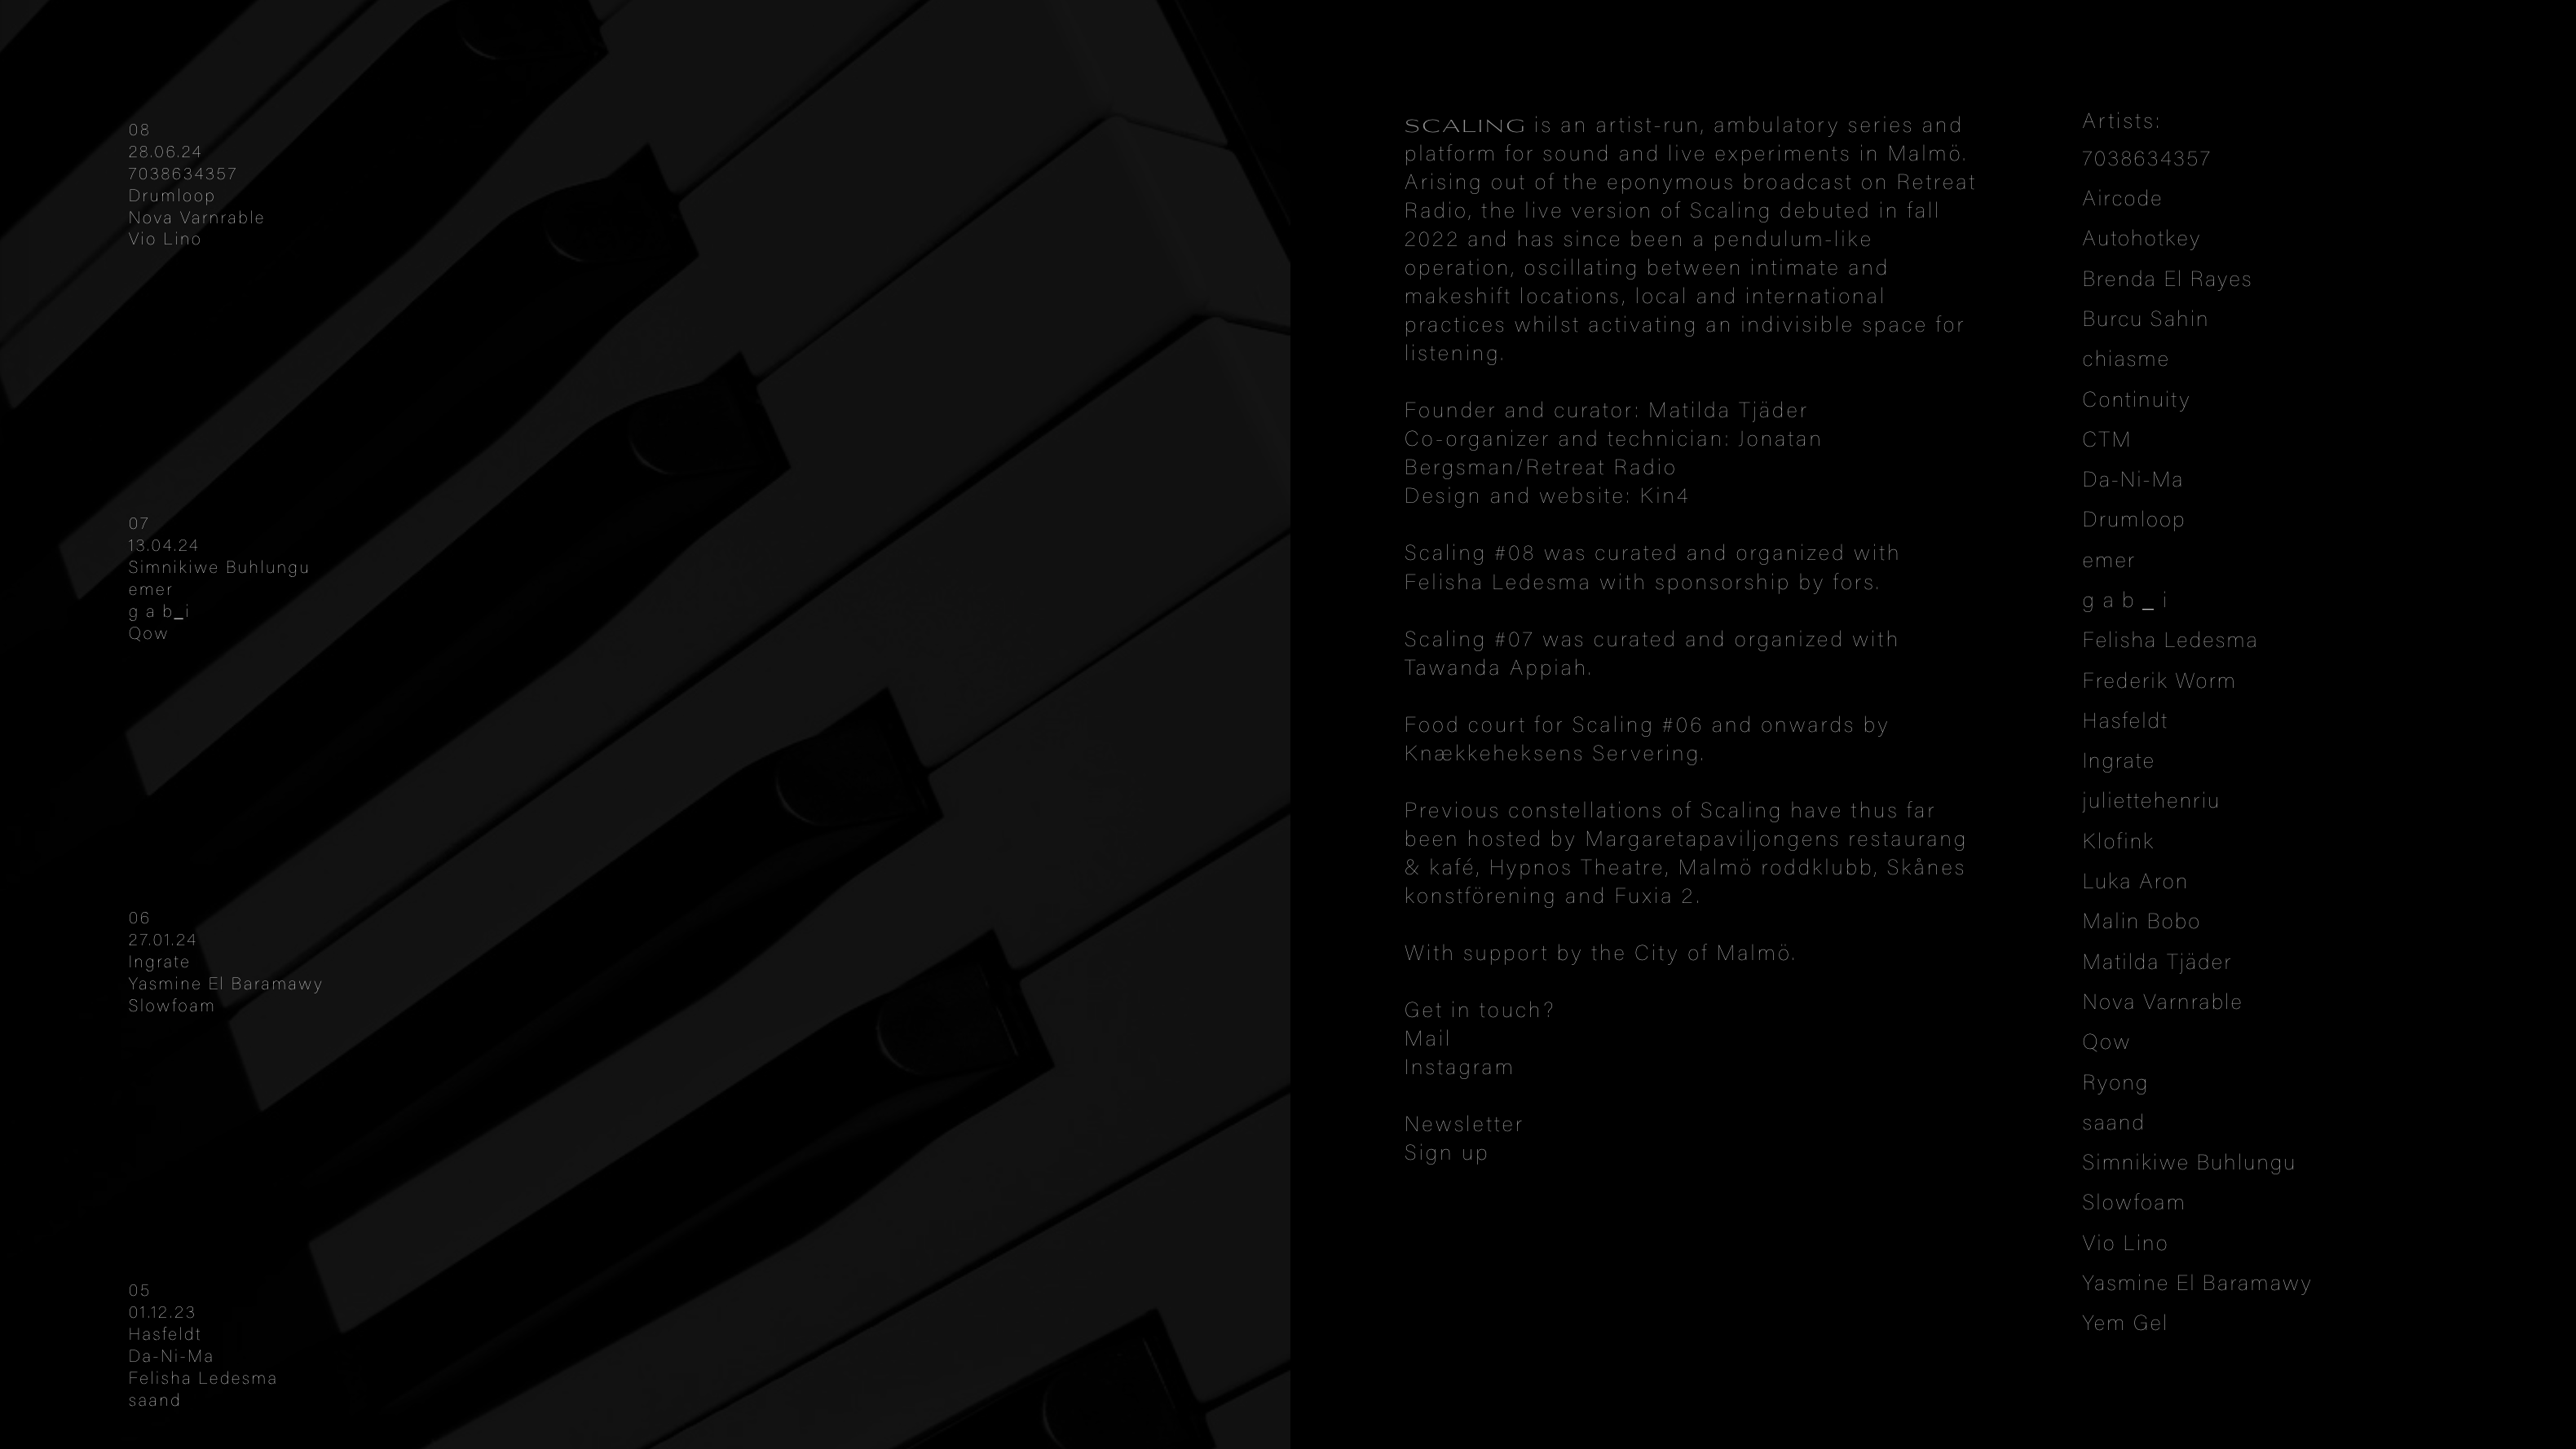 08
28.06.24
7038634357
Drumloop
Nova Varnrable
Vio Lino
07
13.04.24
Simnikiwe Buhlungu
emer
g a b_i
Qow
06
27.01.24
Ingrate
Yasmine El Baramawy
Slowfoam
05
01.12.23
Hasfeldt
Da-Ni-Ma
Felisha Ledesma
saand
SCALING is an artist-run, ambulatory series and
platform for sound and live experiments in Malmö.
Arising out of the eponymous broadcast on Retreat
Radio, the live version of Scaling debuted in fall
2022 and has since been a pendulum-like
operation, oscillating between intimate and
makeshift locations, local and international
practices whilst activating an indivisible space for
listening.
Founder and curator: Matilda Tjäder
Co-organizer and technician: Jonatan
Bergsman/Retreat Radio
Design and website: Kin4
Scaling #08 was curated and organized with
Felisha Ledesma with sponsorship by fors.
Scaling #07 was curated and organized with
Tawanda Appiah.
Food court for Scaling #06 and onwards by
Knækkeheksens Servering.
Previous constellations of Scaling have thus far
been hosted by Margaretapaviljongens restaurang
& kafé, Hypnos Theatre, Malmö roddklubb, Skånes
konstförening and Fuxia 2.
With support by the City of Malmö.
Get in touch?
Mail
Instagram
Newsletter
Sign up
Artists:
7038634357
Aircode
Autohotkey
Brenda El Rayes
Burcu Sahin
chiasme
Continuity
CTM
Da-Ni-Ma
Drumloop
emer
g a b _ i
Felisha Ledesma
Frederik Worm
Hasfeldt
Ingrate
juliettehenriu
Klofink
Luka Aron
Malin Bobo
Matilda Tjäder
Nova Varnrable
Qow
Ryong
saand
Simnikiwe Buhlungu
Slowfoam
Vio Lino
Yasmine El Baramawy
Yem Gel